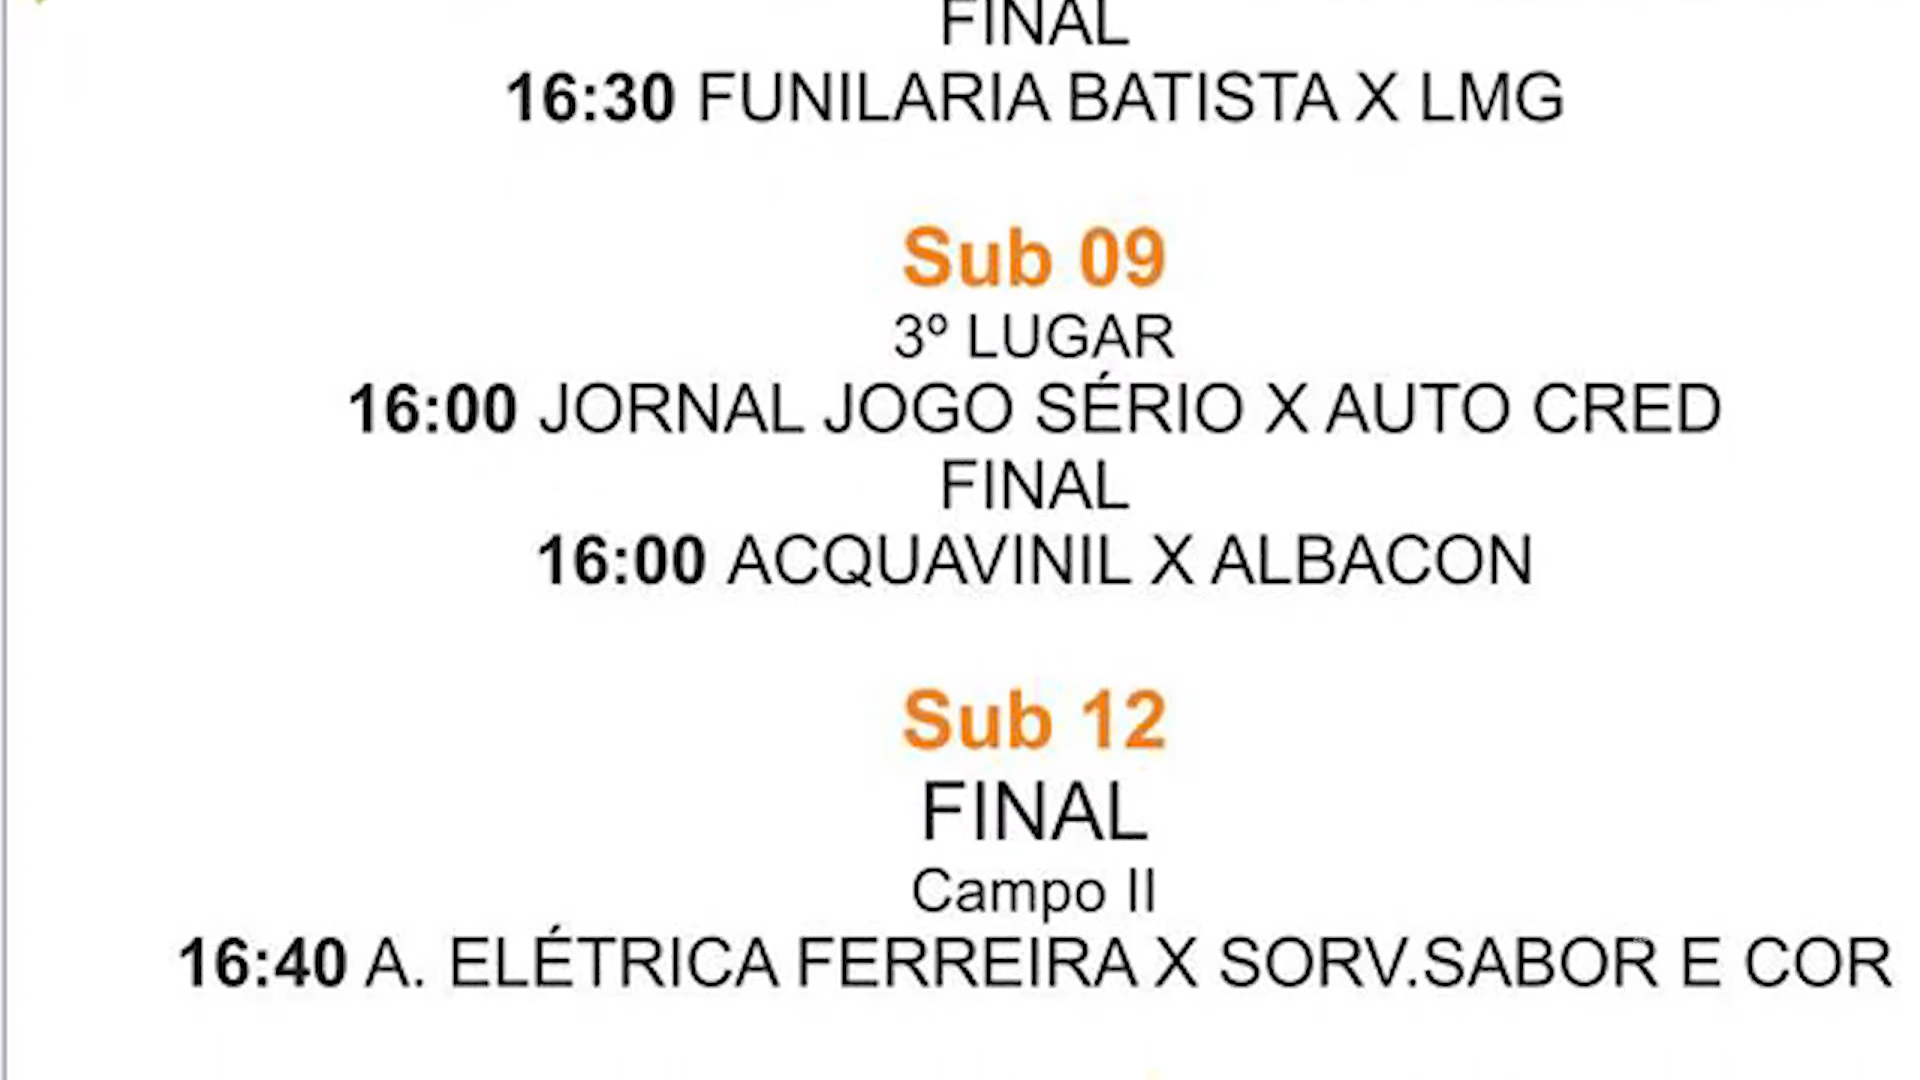 FINAL
16:30 FUNILARIA BATISTA X LMG
Sub 09
3º LUGAR
16:00 JORNAL JOGO SÉRIO X AUTO CRED
FINAL
16:00 ACQUAVINIL X ALBACON
Sub 12
FINAL
Campo II
16:40 A. ELÉTRICA FERREIRA X SORV.SABOR E COR